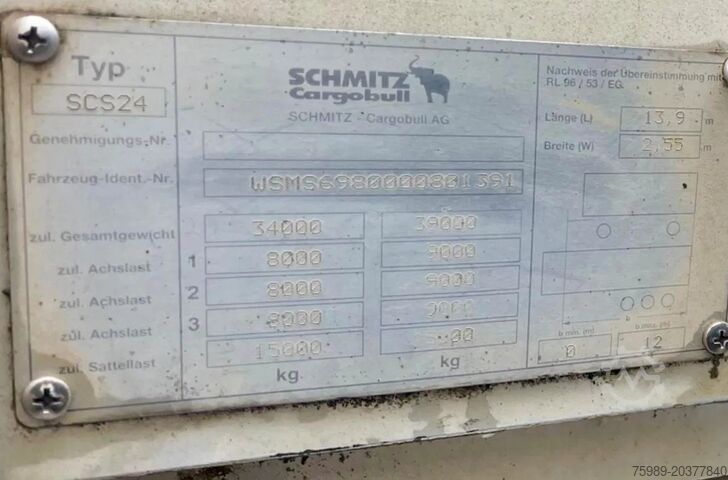 Typ
SCS24
SCHMITZ
Cargobull
SCHMITZ - Cargobull AG
Nachweis der Übereinstimmung mit
RL 96 / 53 / EG.
Länge (L) 13,9 m
Breite (W) 2,55 m
Genehmigungs-Nr.
Fahrzeug-Ident.-Nr. WSMS6980000801391
zul. Gesamtgewicht 34000 39000
zul. Achslast 1 8000 9000
zul. Achslast 2 8000 9000
zul. Achslast 3 8000
zul. Sattellast 15000
kg kg
b min. (m)
0 12
75989-20377840